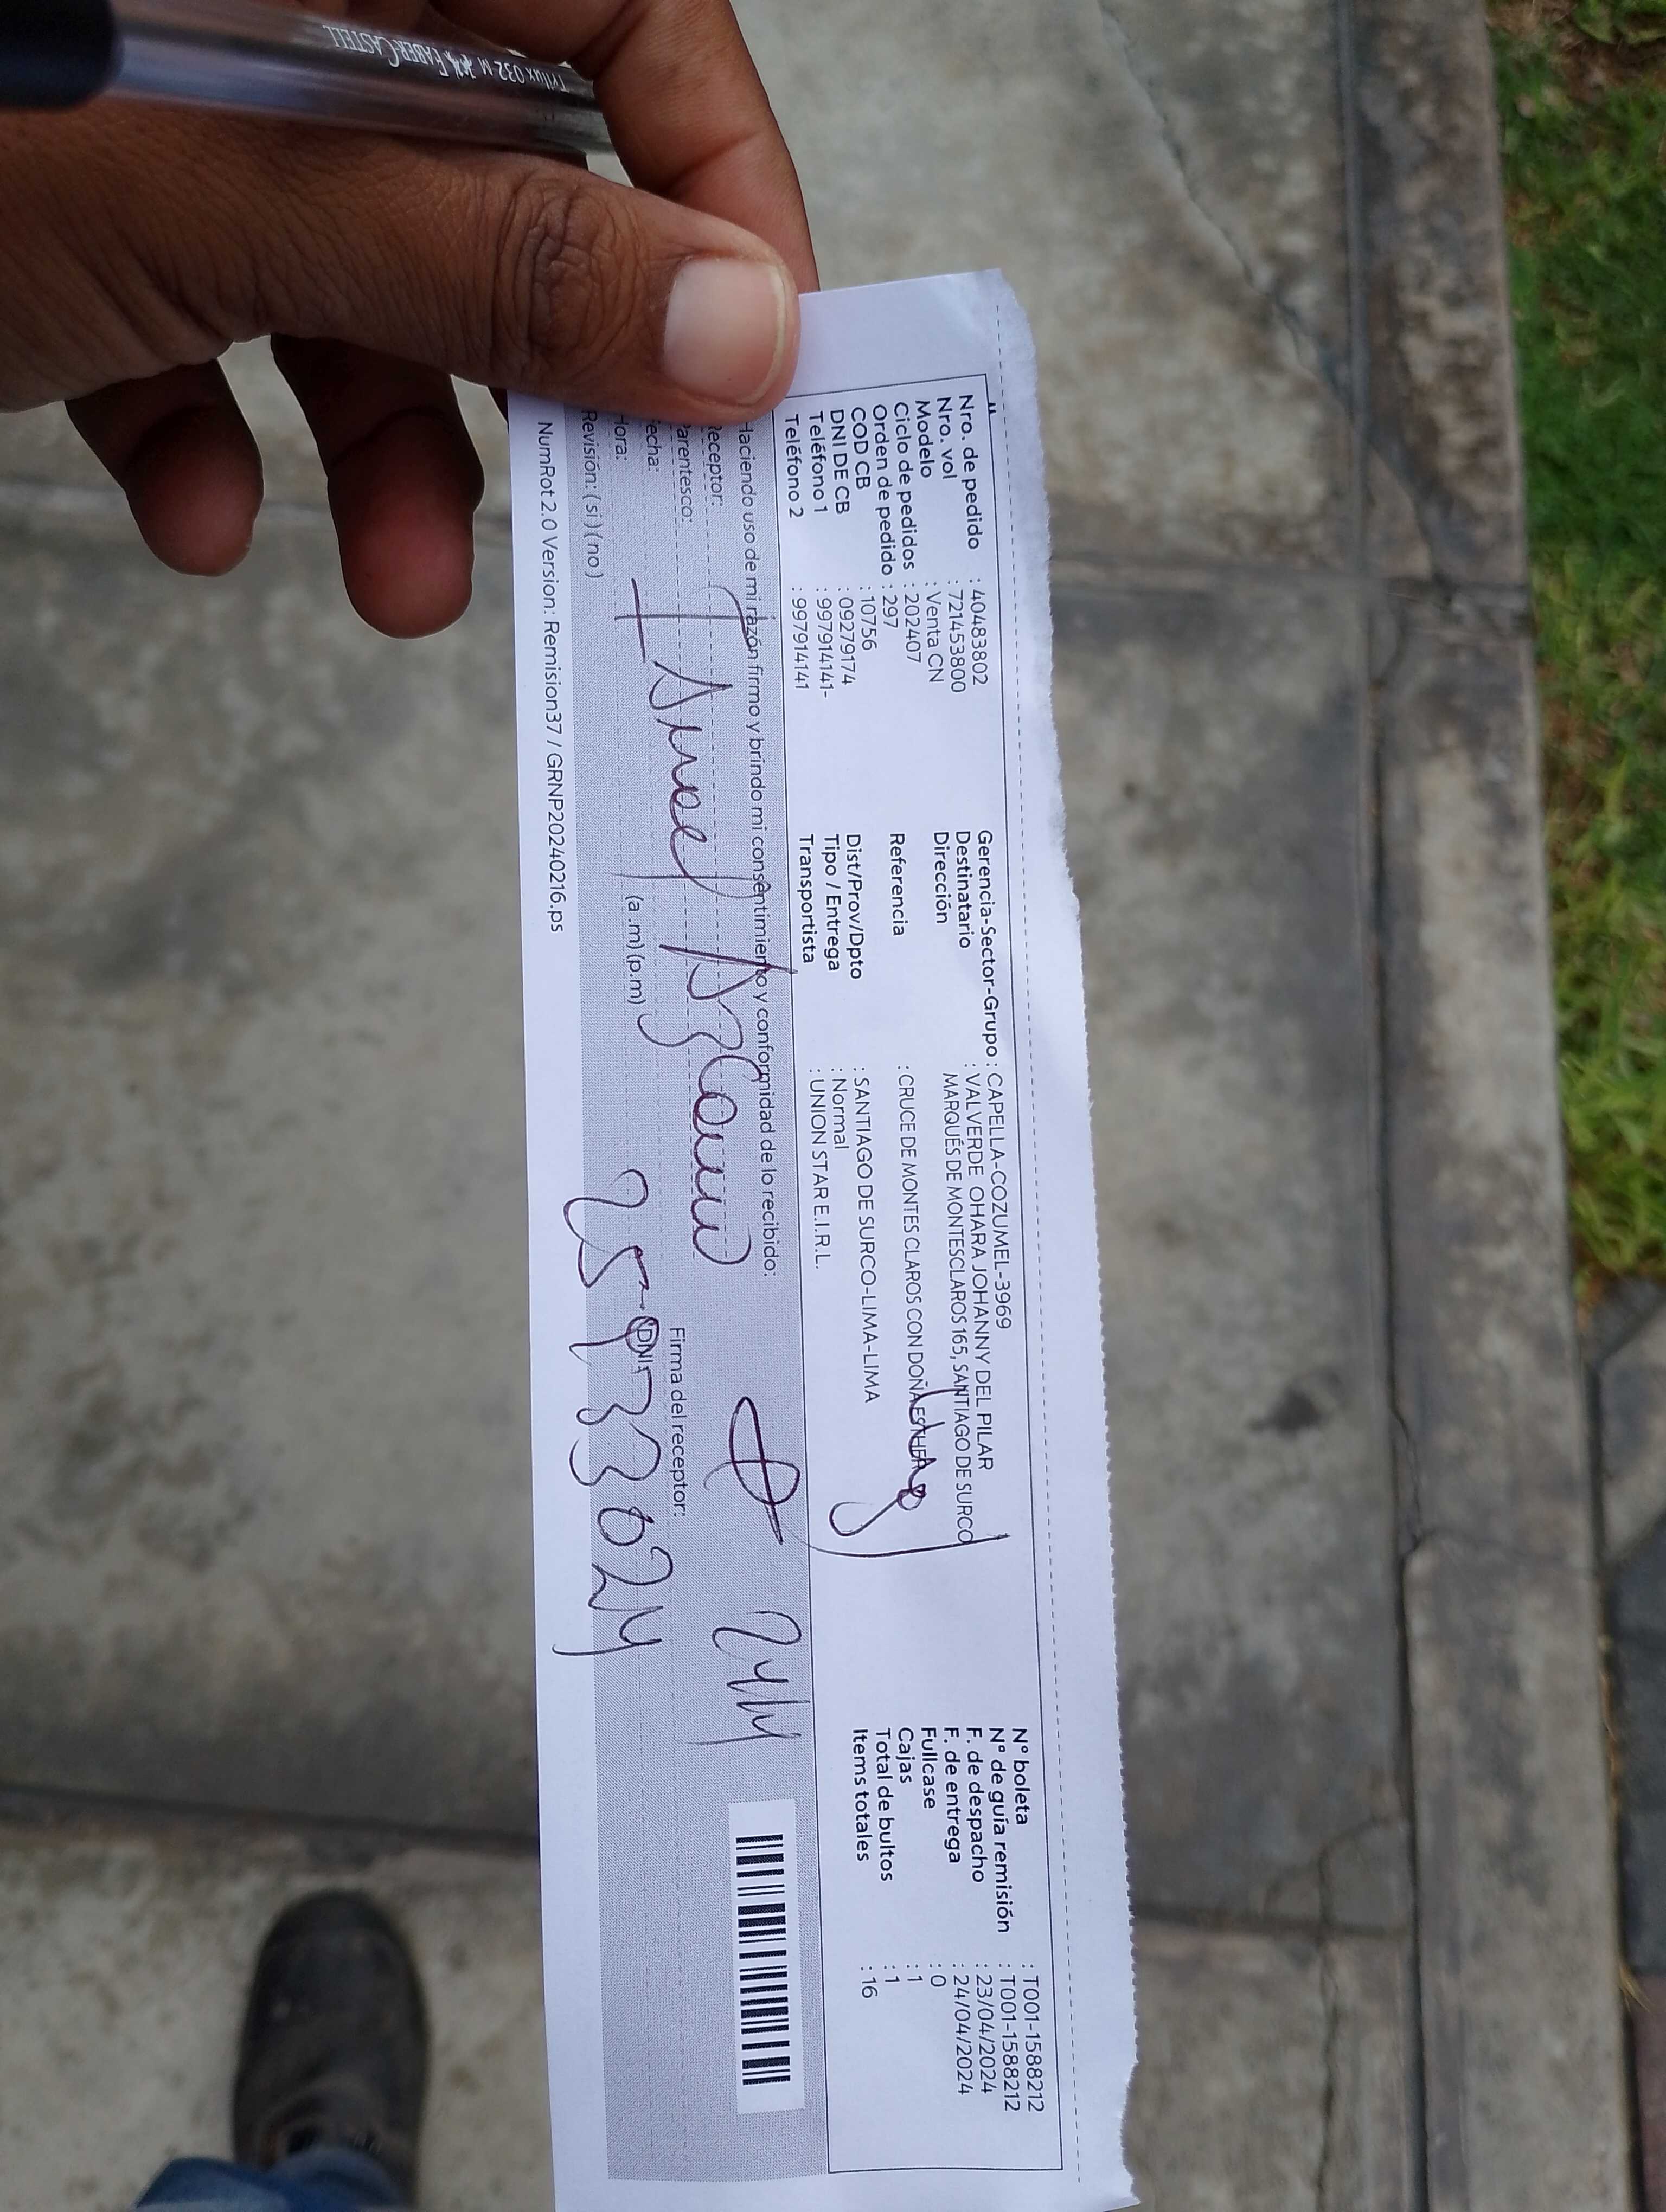 Nro. de pedido : 40483802
Nro. vol : 721453800
Modelo : Venta CN
Ciclo de pedidos : 202407
Orden de pedido : 297
COD CB : 10756
DNI DE CB : 09279174
Teléfono 1 : 997914141-
Teléfono 2 : 997914141
Gerencia-Sector-Grupo : CAPELLA-COZUMEL-3969
Destinatario : VALVERDE OHARA JOHANNY DEL PILAR
Dirección MARQUÉS DE MONTESCLAROS 165, SANTIAGO DE SURCO
Referencia : CRUCE DE MONTES CLAROS CON DOÑA
Dist/Prov/Dpto : SANTIAGO DE SURCO-LIMA-LIMA
Tipo / Entrega : Normal
Transportista : UNION STAR E.I.R.L.
N° boleta : T001-1588212
N° de guía remisión : T001-1588212
F. de despacho : 23/04/2024
F. de entrega : 24/04/2024
Fullcase : 0
Cajas : 1
Total de bultos : 1
Items totales : 16
Haciendo uso de mi razón firmo y brindo mi consentimiento y conformidad de lo recibido:
Receptor:
Parentesco:
Fecha:
Hora: (a.m) (p.m)
Revisión: ( si ) ( no )
Firma del receptor:
DNI:
NumRot 2.0 Version: Remision37 / GRNP20240216.ps
Trilux 032 M FABER-CASTELL